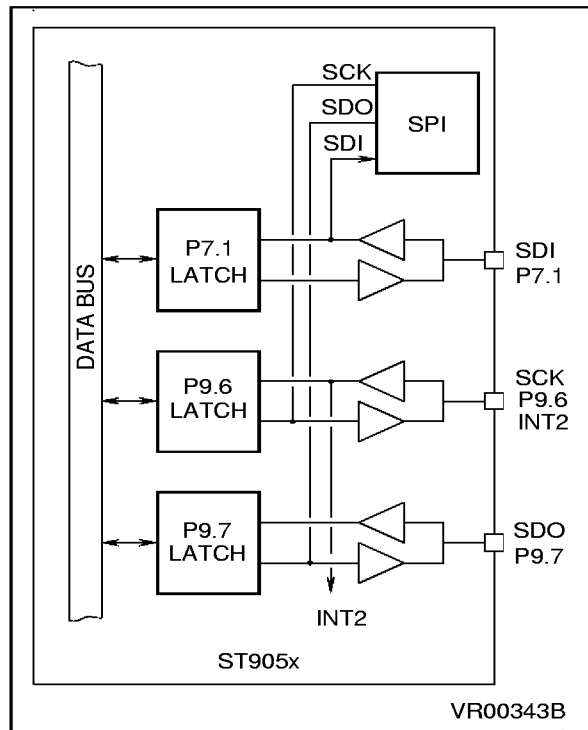 SCK
SDO
SDI
SPI
DATA BUS
P7.1
LATCH
SDI
P7.1
P9.6
LATCH
SCK
P9.6
INT2
P9.7
LATCH
SDO
P9.7
INT2
ST905x
VR00343B